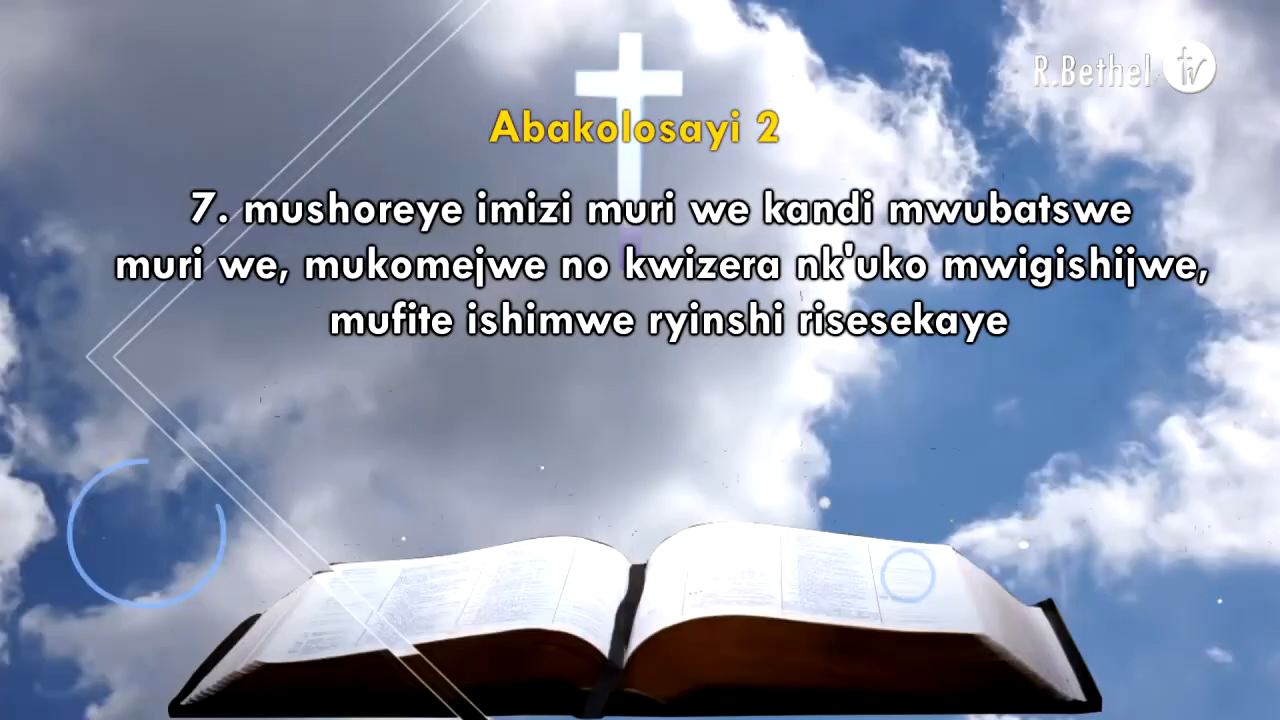 R.Bethel tv
Abakolosayi 2
7. mushoreye imizi muri we kandi mwubatswe
muri we, mukomejwe no kwizera nk'uko mwigishijwe,
mufite ishimwe ryinshi risesekaye